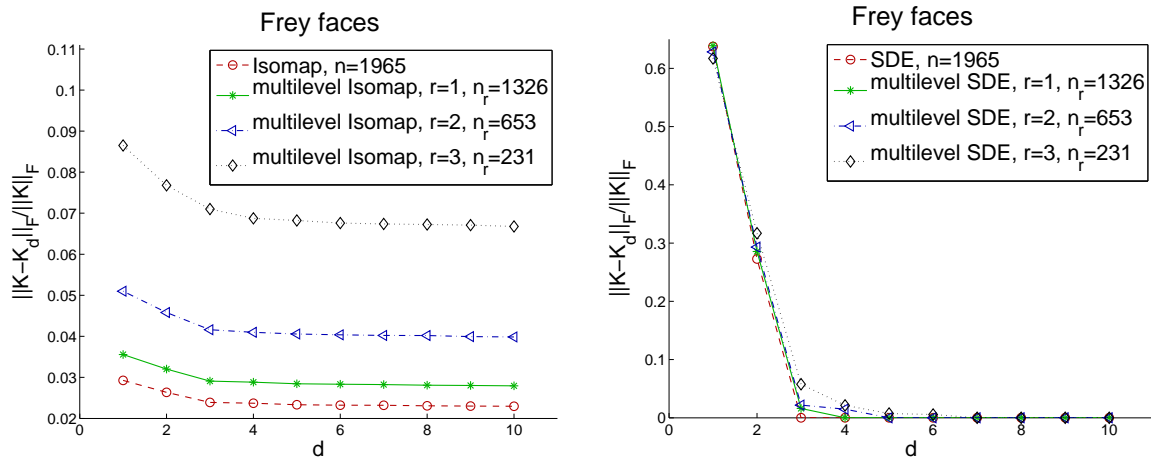 Frey faces
||K−K_d||_F/||K||_F
0.11
0.1
0.09
0.08
0.07
0.06
0.05
0.04
0.03
0.02
Isomap, n=1965
multilevel Isomap, r=1, n_r=1326
multilevel Isomap, r=2, n_r=653
multilevel Isomap, r=3, n_r=231
0 2 4 6 8 10
d
Frey faces
||K−K_d||_F/||K||_F
0.6
0.5
0.4
0.3
0.2
0.1
0
SDE, n=1965
multilevel SDE, r=1, n_r=1326
multilevel SDE, r=2, n_r=653
multilevel SDE, r=3, n_r=231
0 2 4 6 8 10
d